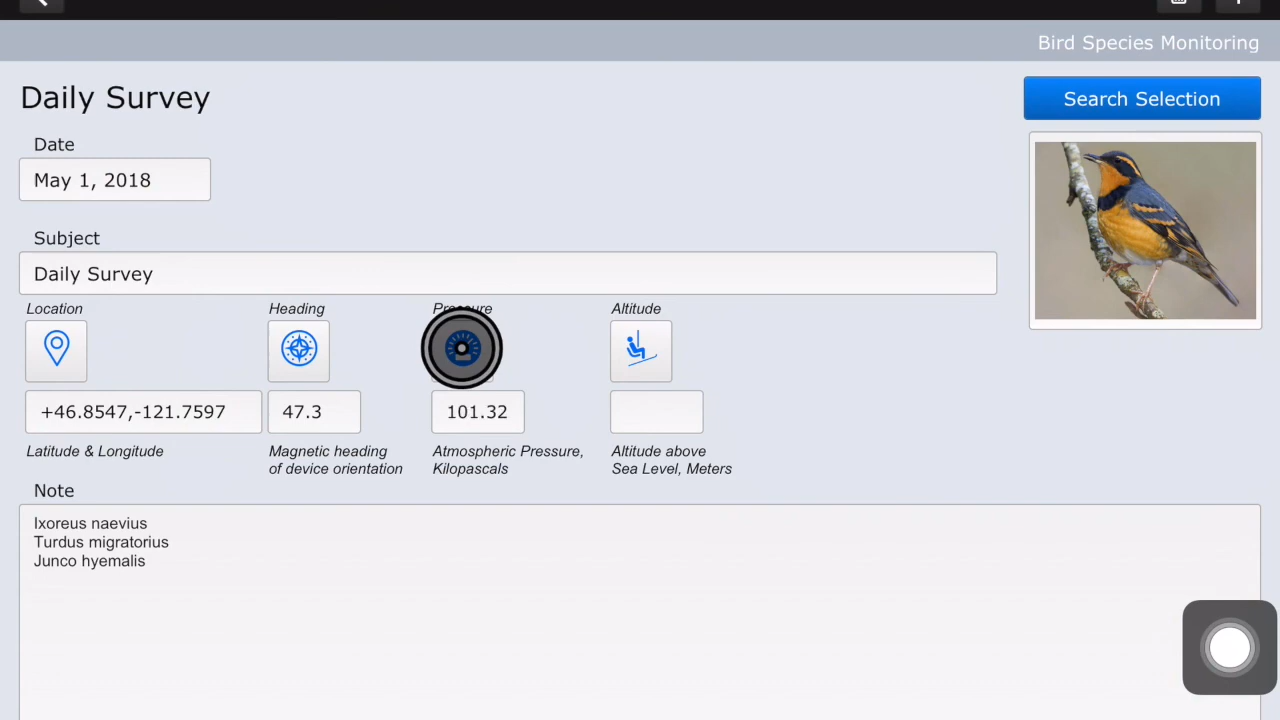 Bird Species Monitoring
Daily Survey
Search Selection
Date
May 1, 2018
Subject
Daily Survey
Location
Heading
Pressure
Altitude
+46.8547,-121.7597
47.3
101.32
Latitude & Longitude
Magnetic heading
of device orientation
Atmospheric Pressure,
Kilopascals
Altitude above
Sea Level, Meters
Note
Ixoreus naevius
Turdus migratorius
Junco hyemalis